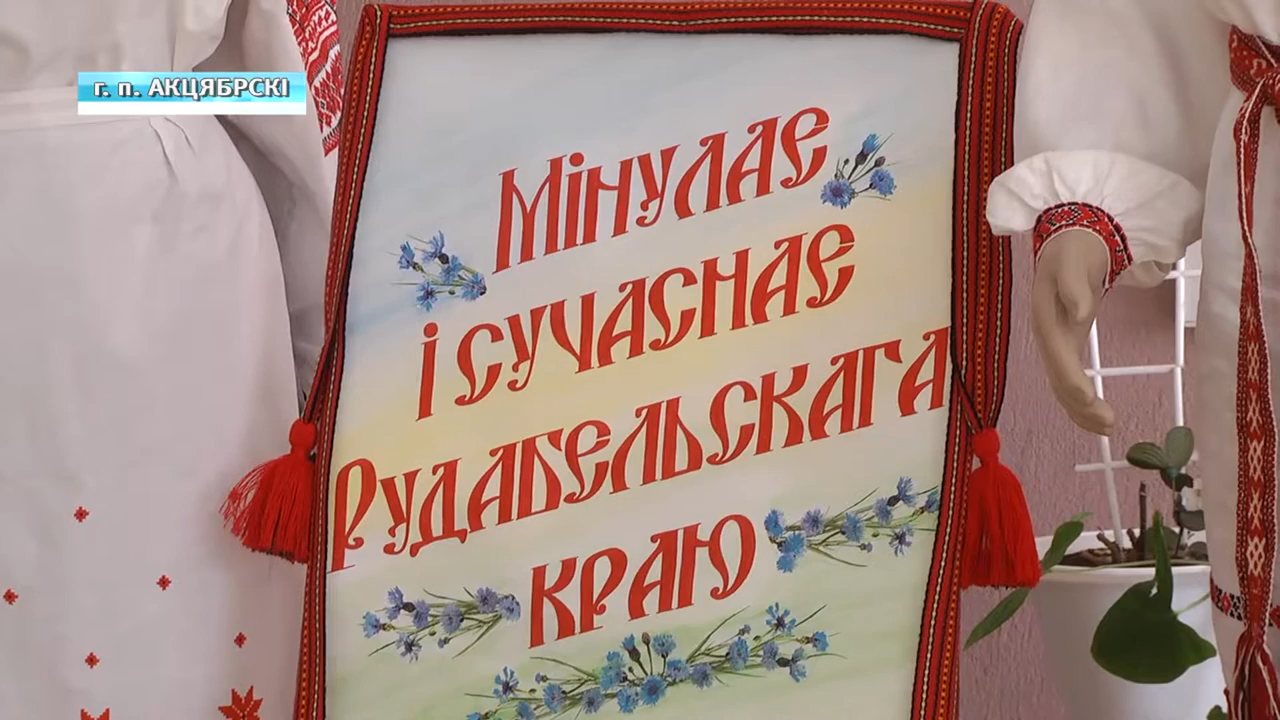 г. п. АКЦЯБРСКІ
Мінулае
і сучаснае
Рудабельскага
краю